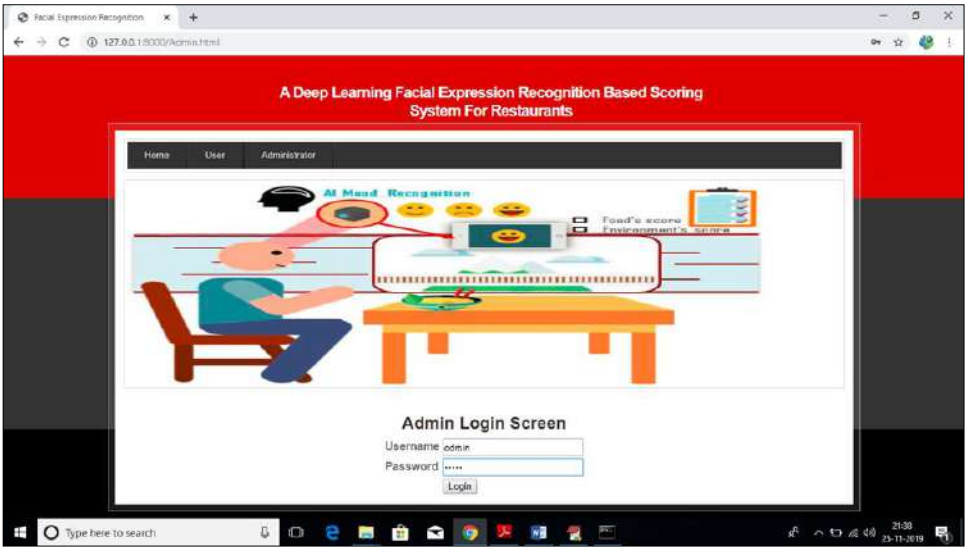 Facial Expression Recognition
127.0.0.1:5000/Admin.html
A Deep Learning Facial Expression Recognition Based Scoring
System For Restaurants
Home User Administrator
AI Mood Recognition
Food's score
Environment's score
Admin Login Screen
Username admin
Password •••••
Login
Type here to search
21:38
25-11-2019